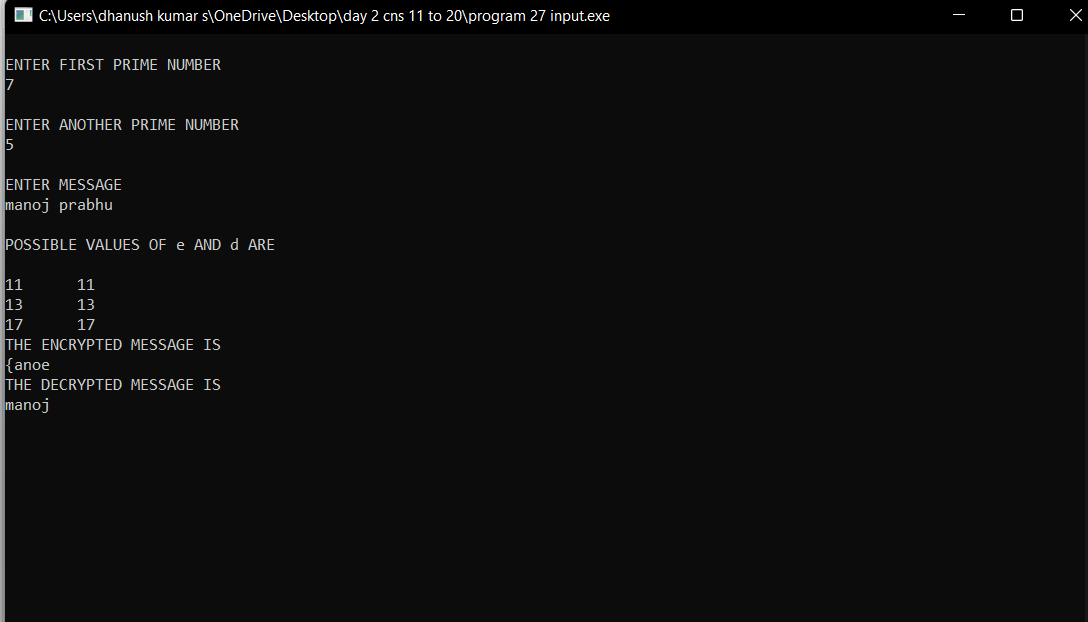 C:\Users\dhanush kumar s\OneDrive\Desktop\day 2 cns 11 to 20\program 27 input.exe
ENTER FIRST PRIME NUMBER
7
ENTER ANOTHER PRIME NUMBER
5
ENTER MESSAGE
manoj prabhu
POSSIBLE VALUES OF e AND d ARE
11 11
13 13
17 17
THE ENCRYPTED MESSAGE IS
{anoe
THE DECRYPTED MESSAGE IS
manoj